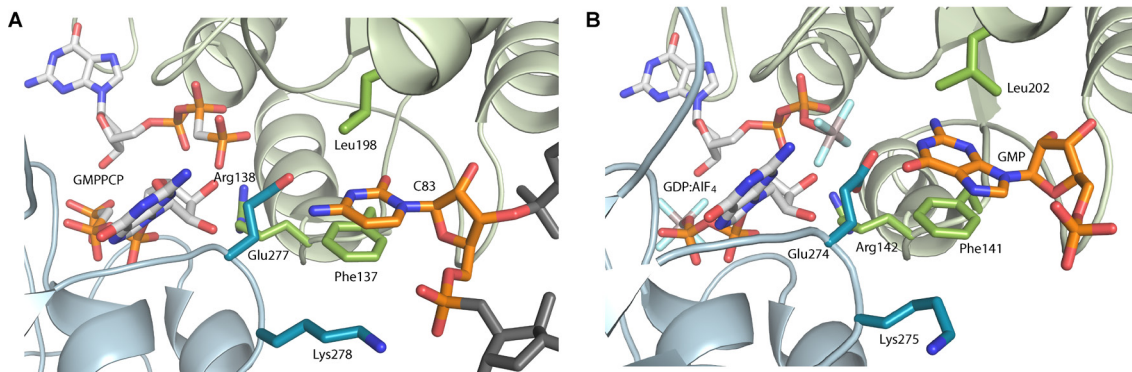 A
Leu198
GMPPCP
Arg138
C83
Glu277
Phe137
Lys278
B
Leu202
GMP
GDP:AlF4
Glu274
Arg142
Phe141
Lys275